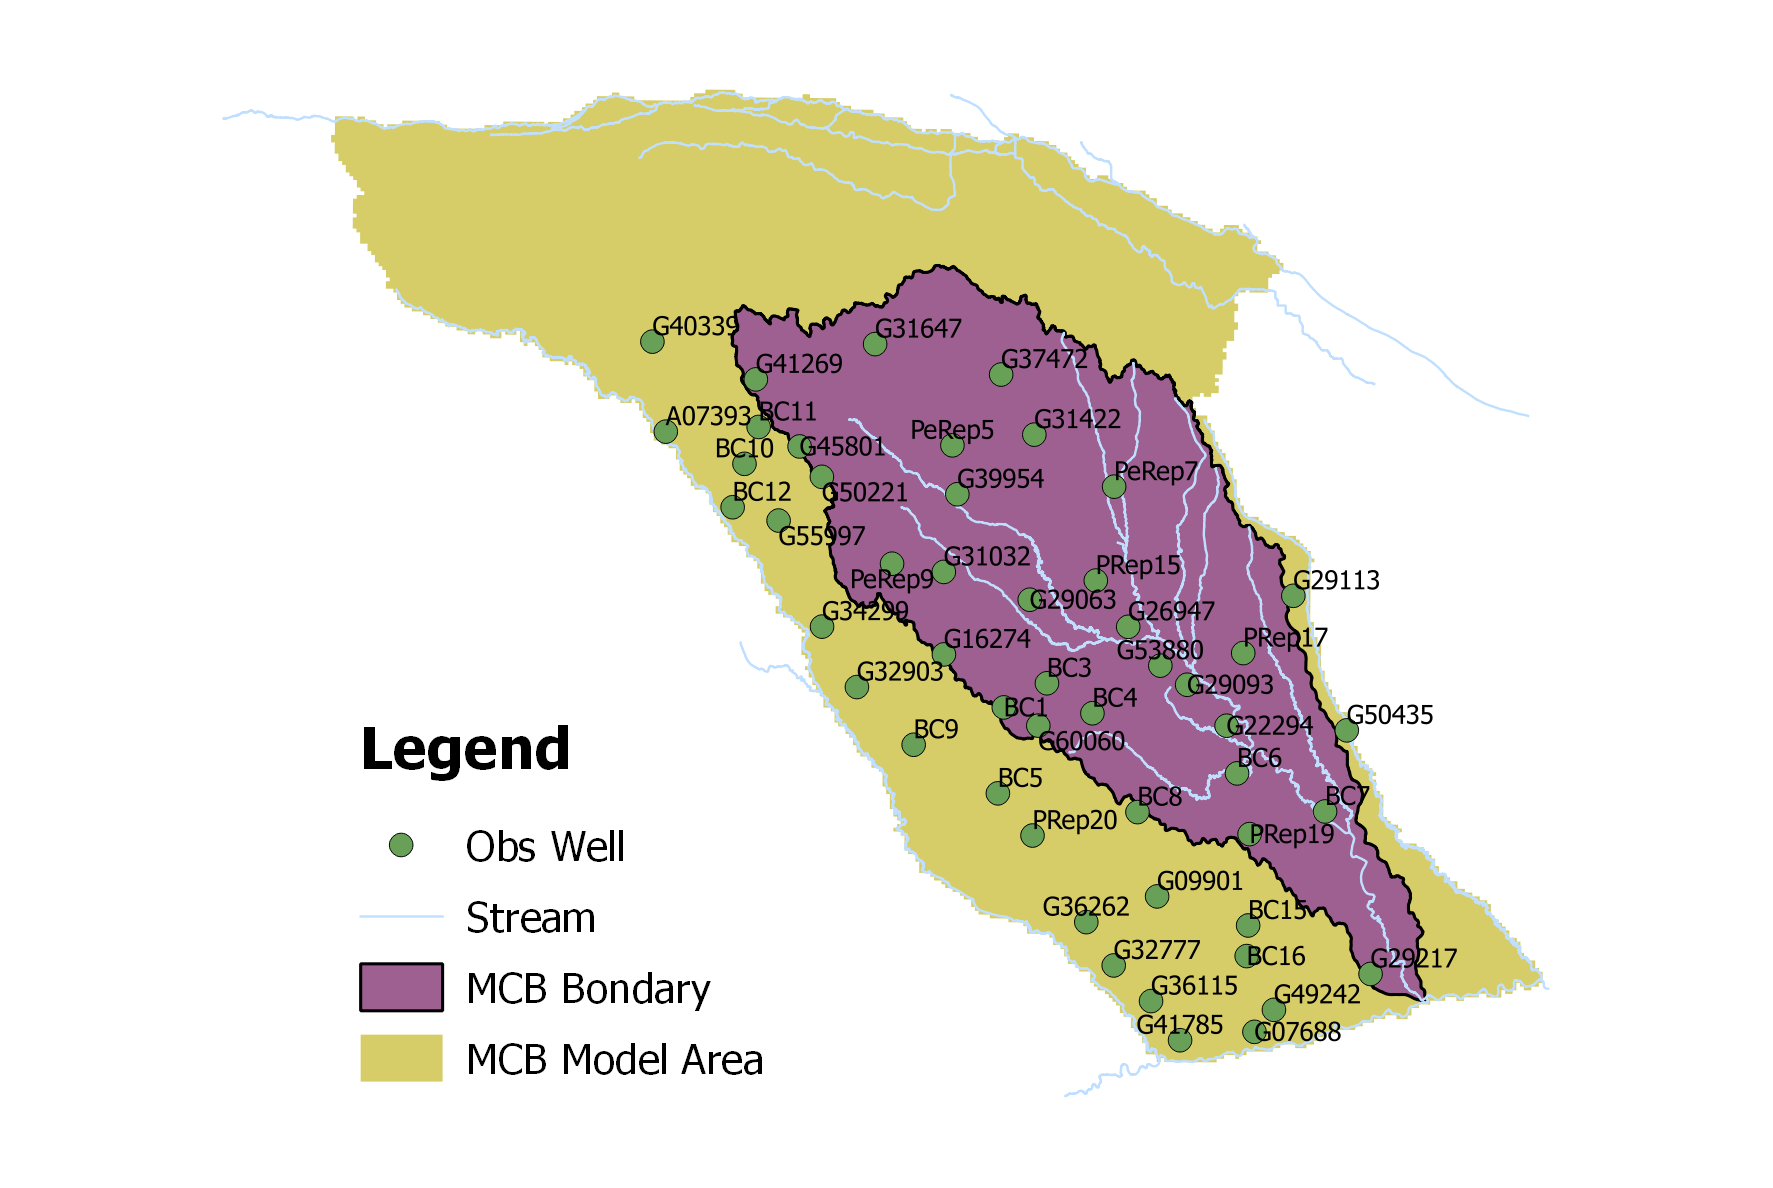 G40339
G31647
G41269
G37472
A07393
BC11
G31422
PeRep5
G45801
BC10
PeRep7
G39954
BC12
G50221
G55997
G31032
PRep15
PeRep9
G29113
G29063
G34299
G26947
G16274
PRep17
G53880
G32903
BC3
G29093
BC4
BC1
G50435
G22294
BC9
G60060
Legend
BC6
BC5
BC7
BC8
PRep20
PRep19
Obs Well
G09901
G36262
BC15
Stream
G32777
BC16
G29217
G36115
MCB Bondary
G49242
G41785
G07688
MCB Model Area